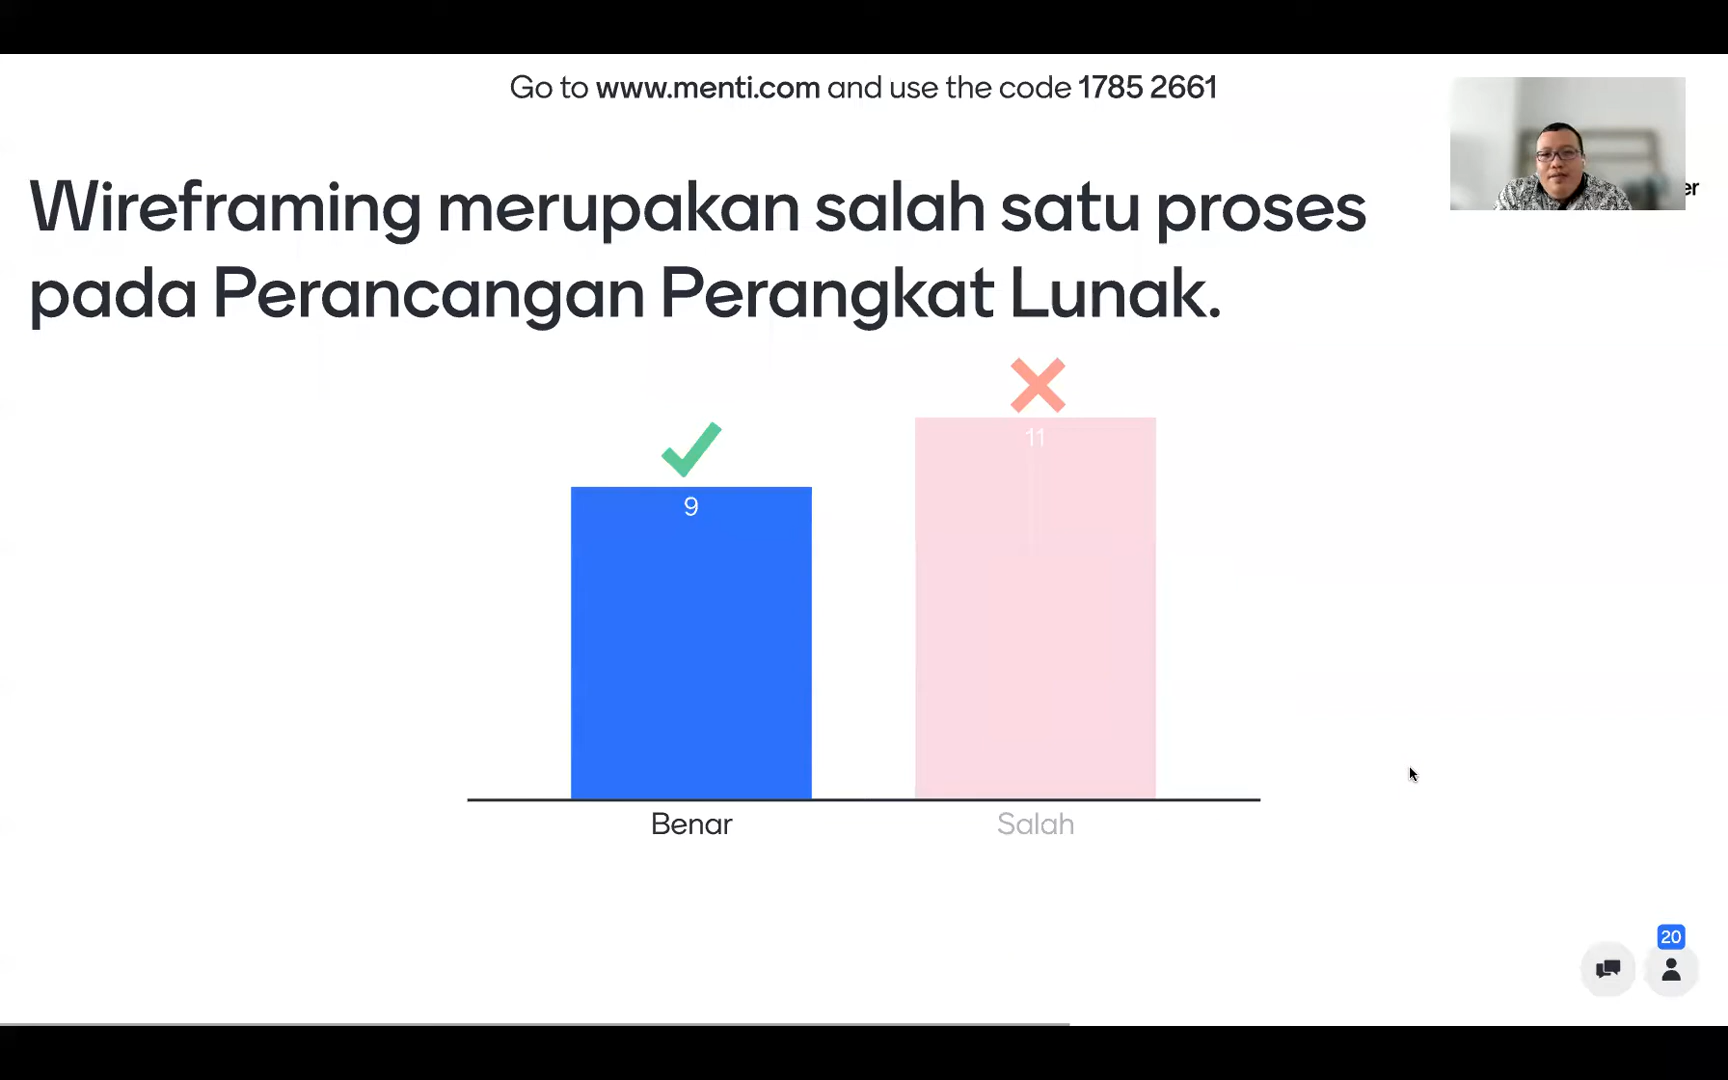 Go to www.menti.com and use the code 1785 2661
Wireframing merupakan salah satu proses
pada Perancangan Perangkat Lunak.
11
9
Benar
Salah
20